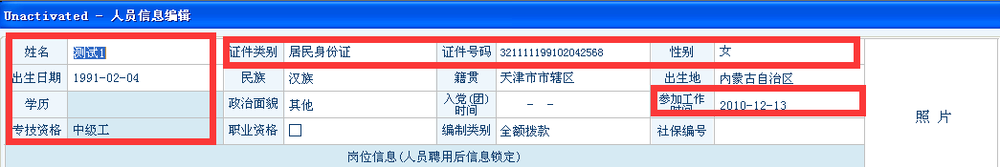 Unactivated - 人员信息编辑
姓名 测试1 证件类别 居民身份证 证件号码 321111199102042568 性别 女
出生日期 1991-02-04 民族 汉族 籍贯 天津市市辖区 出生地 内蒙古自治区
学历 政治面貌 其他 入党(团)时间 - - 参加工作时间 2010-12-13
照 片
专技资格 中级工 职业资格 编制类别 全额拨款 社保编号
岗位信息(人员聘用后信息锁定)